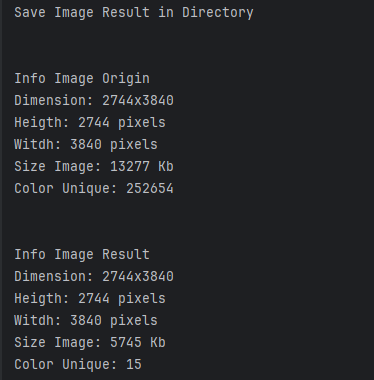 Save Image Result in Directory
Info Image Origin
Dimension: 2744x3840
Heigth: 2744 pixels
Witdh: 3840 pixels
Size Image: 13277 Kb
Color Unique: 252654
Info Image Result
Dimension: 2744x3840
Heigth: 2744 pixels
Witdh: 3840 pixels
Size Image: 5745 Kb
Color Unique: 15